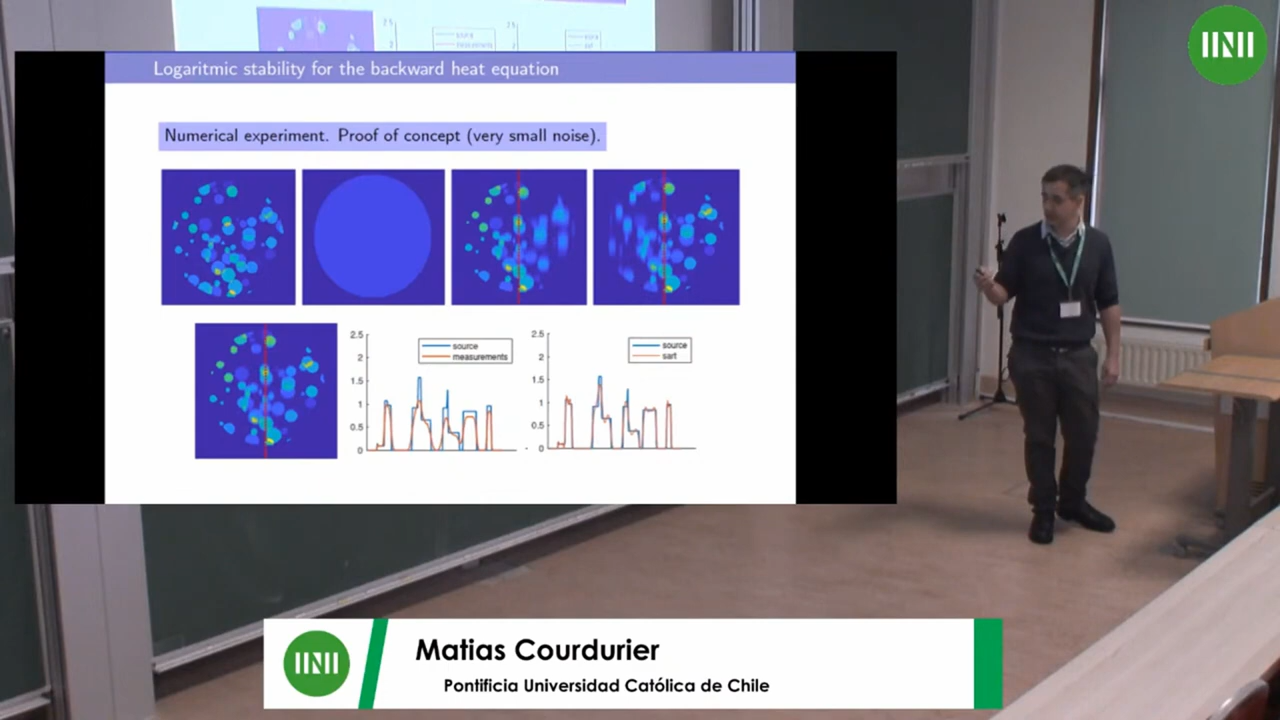 Logaritmic stability for the backward heat equation
Numerical experiment. Proof of concept (very small noise).
2.5
2
1.5
1
0.5
0
source
measurements
2.5
2
1.5
1
0.5
0
source
sart
Matias Courdurier
Pontificia Universidad Católica de Chile